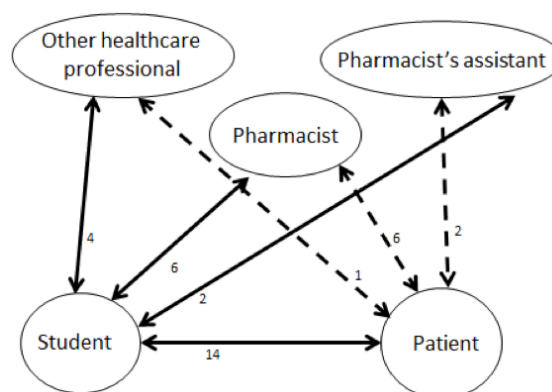 Other healthcare
professional
Pharmacist's assistant
Pharmacist
4
6
2
1
6
2
Student
14
Patient